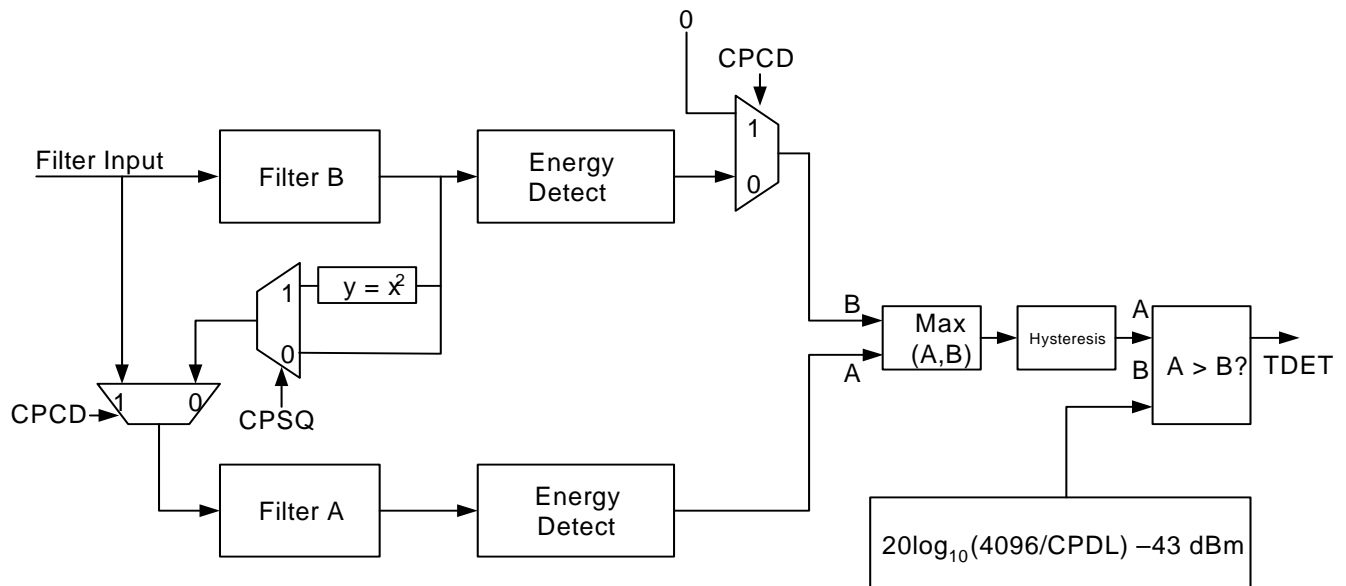 0
CPCD
1
0
Filter Input
Filter B
Energy
Detect
y = x²
1
0
CPSQ
1 0
CPCD
Filter A
Energy
Detect
B
A
Max
(A,B)
Hysteresis
A
B
A > B?
TDET
20log₁₀(4096/CPDL) –43 dBm